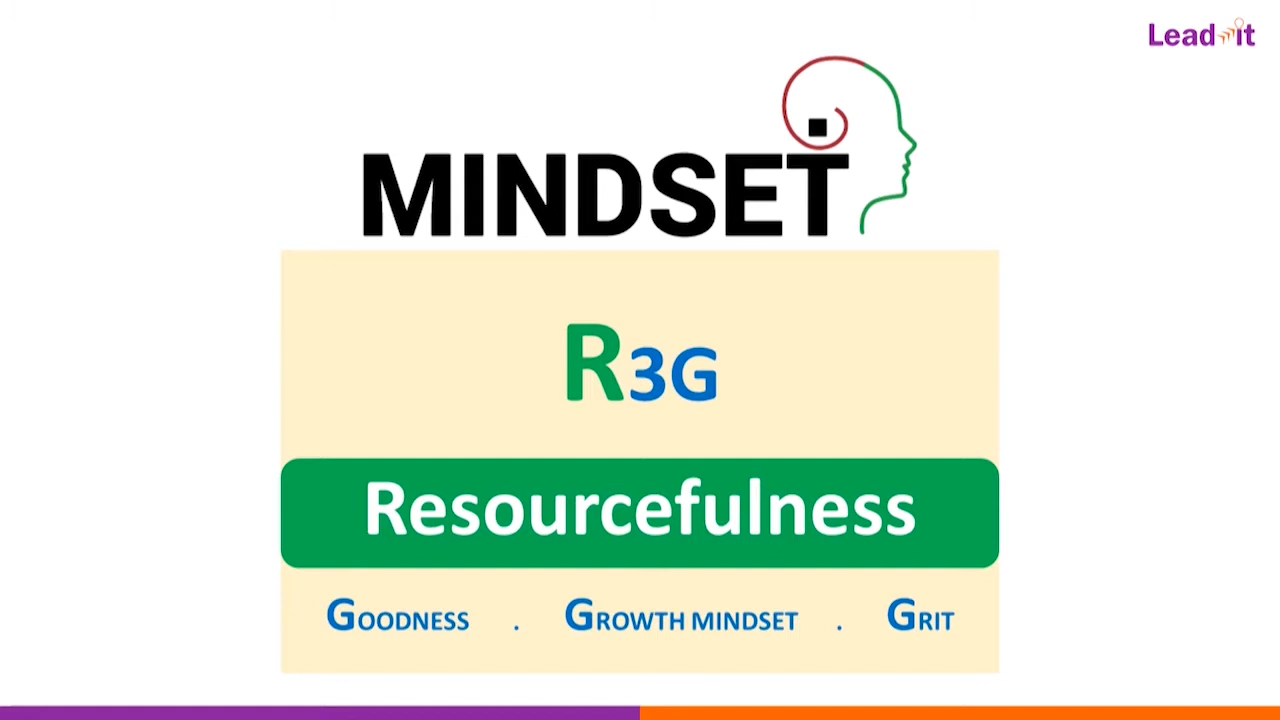 Lead it
MINDSET
R3G
Resourcefulness
GOODNESS . GROWTH MINDSET . GRIT